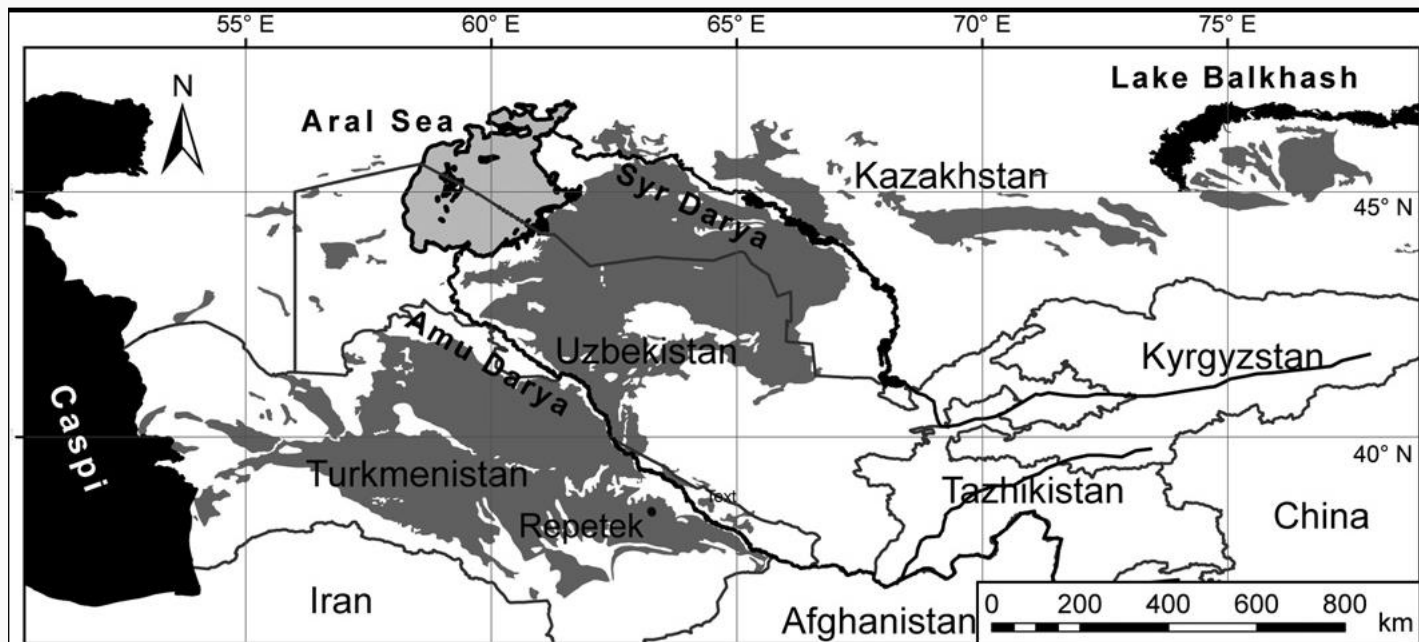 55° E 60° E 65° E 70° E 75° E
N
Aral Sea
Lake Balkhash
Kazakhstan
Syr Darya
45° N
Amu Darya
Uzbekistan
Kyrgyzstan
Caspi
40° N
Turkmenistan
Tazhikistan
Text
Repetek
China
Iran
Afghanistan
0 200 400 600 800
km